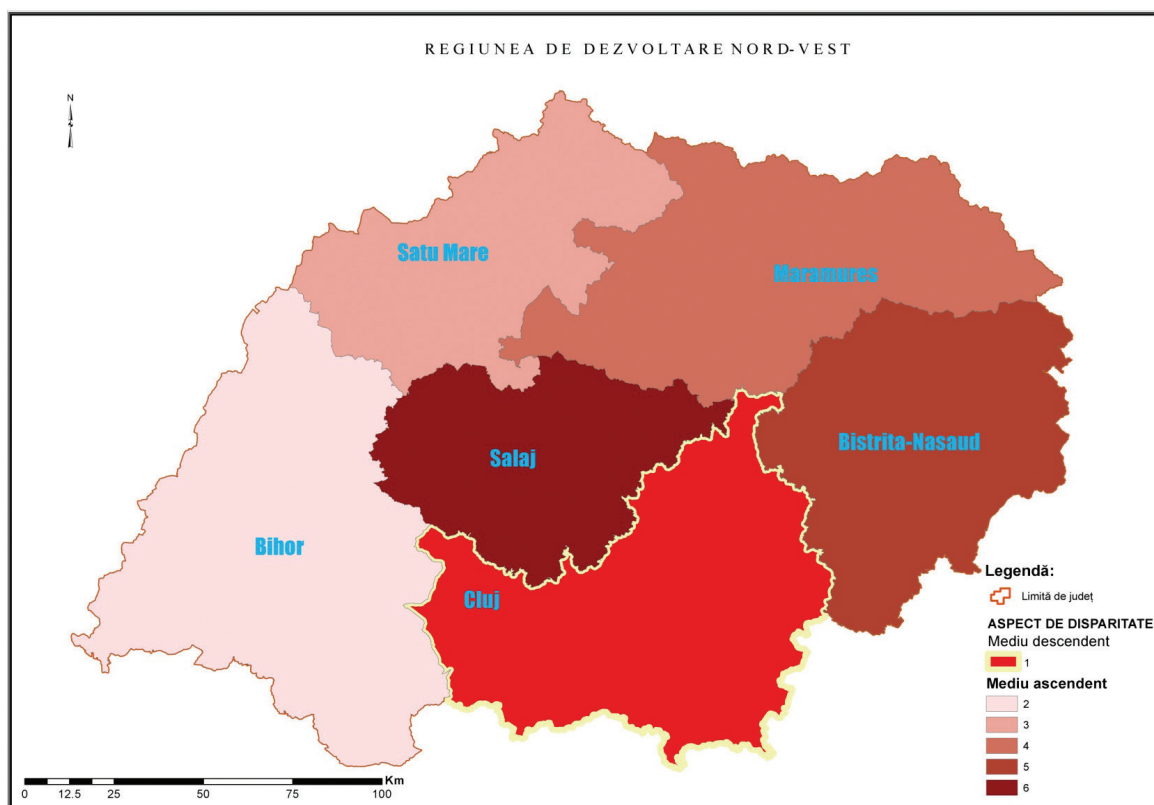 REGIUNEA DE DEZVOLTARE NORD-VEST
N
Satu Mare
Maramures
Salaj
Bistrita-Nasaud
Bihor
Cluj
Legendă:
Limită de județ
ASPECT DE DISPARITATE
Mediu descendent
1
Mediu ascendent
2
3
4
5
6
Km
0 12.5 25 50 75 100